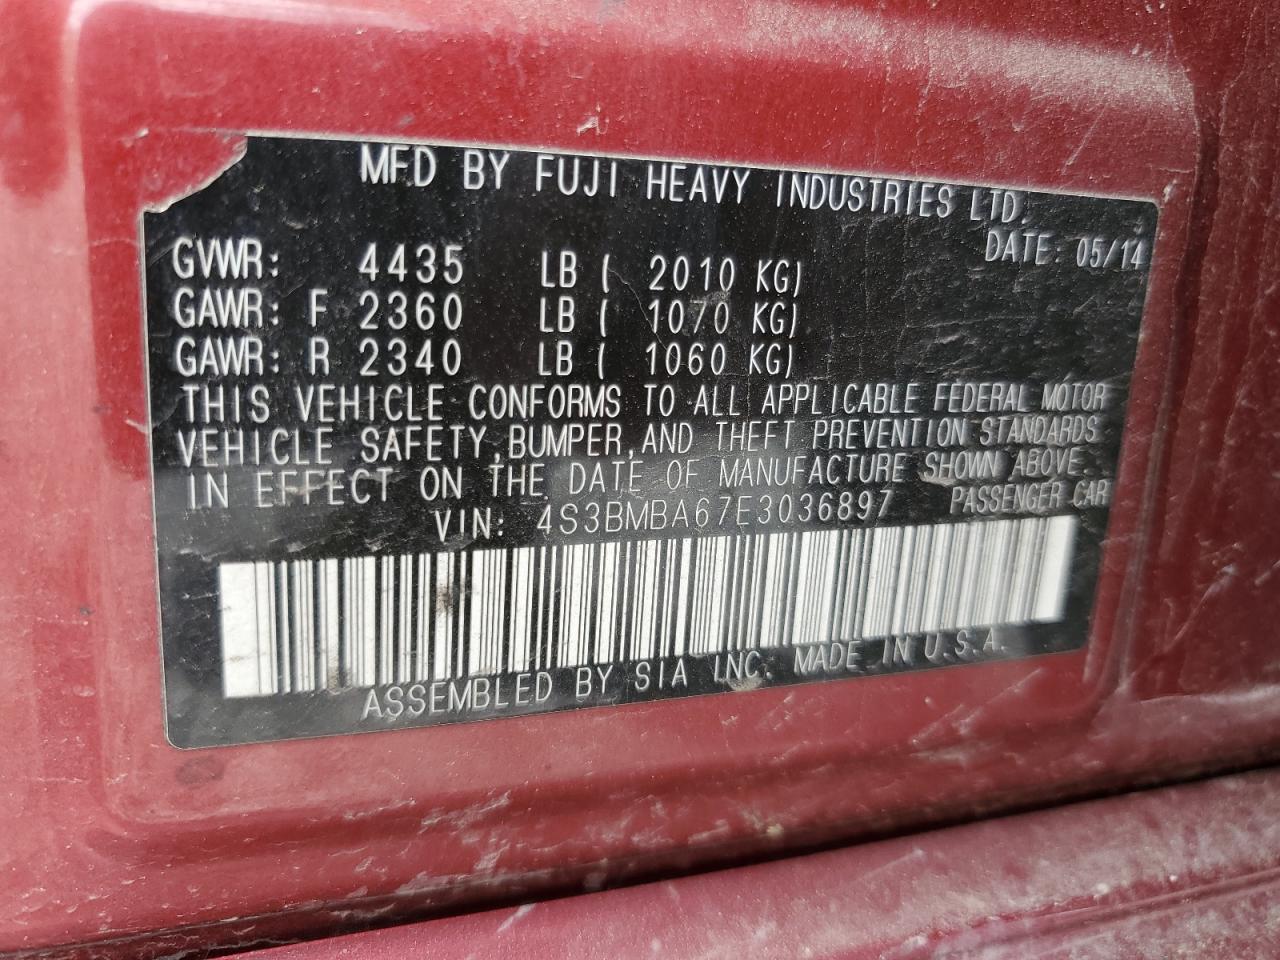 MFD BY FUJI HEAVY INDUSTRIES LTD.
DATE: 05/14
GVWR: 4435 LB ( 2010 KG)
GAWR: F 2360 LB ( 1070 KG)
GAWR: R 2340 LB ( 1060 KG)
THIS VEHICLE CONFORMS TO ALL APPLICABLE FEDERAL MOTOR
VEHICLE SAFETY, BUMPER, AND THEFT PREVENTION STANDARDS
IN EFFECT ON THE DATE OF MANUFACTURE SHOWN ABOVE.
VIN: 4S3BMBA67E3036897 PASSENGER CAR
ASSEMBLED BY SIA INC. MADE IN U.S.A.